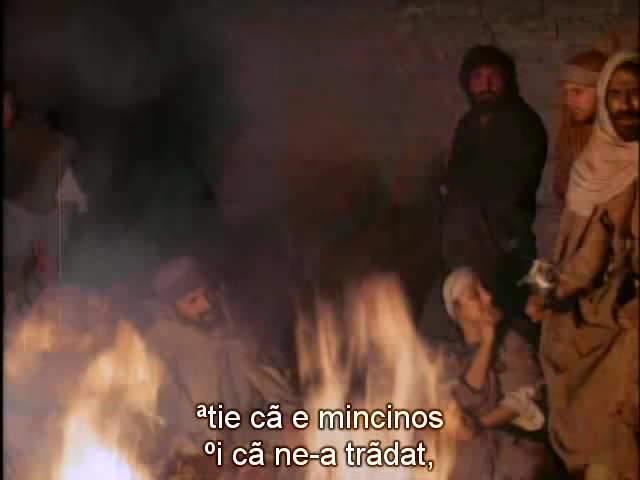 ªtie cã e mincinos
ºi cã ne-a trãdat,